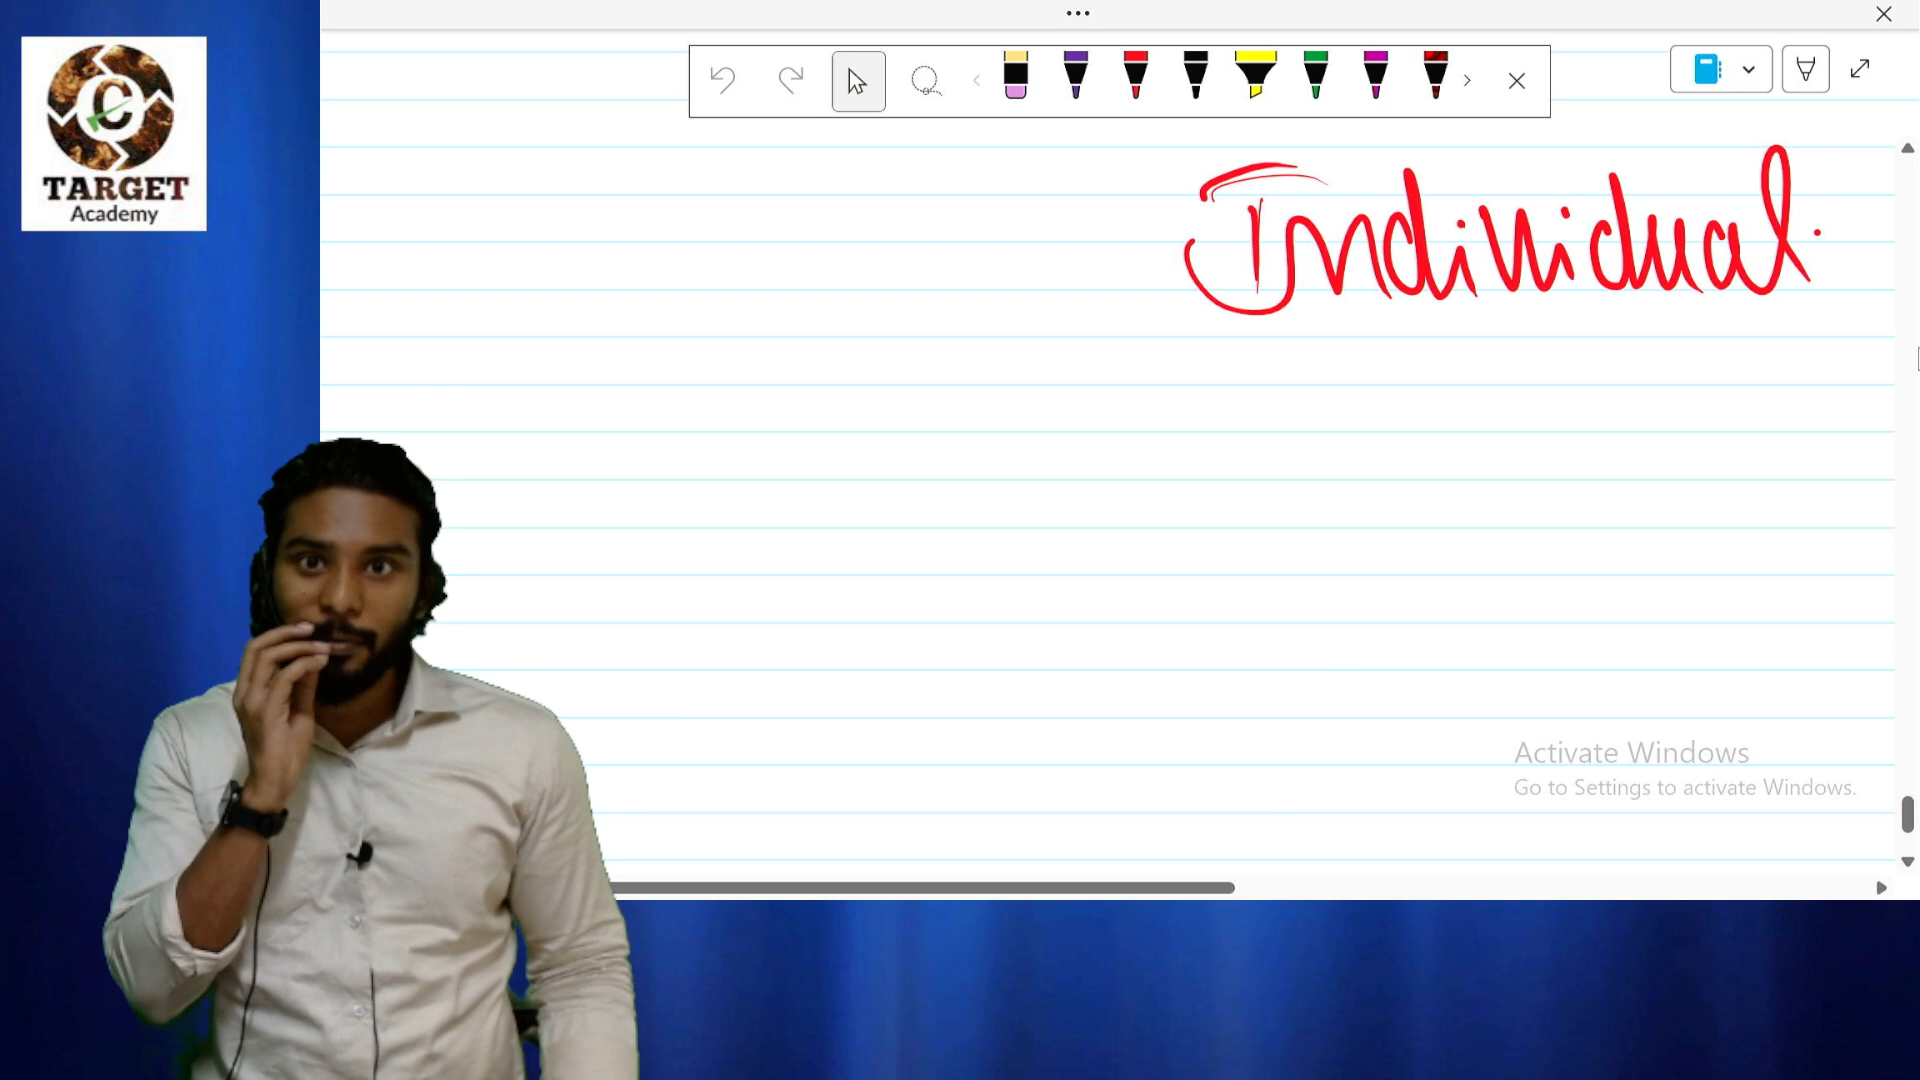 TARGET
Academy
Individual.
Activate Windows
Go to Settings to activate Windows.